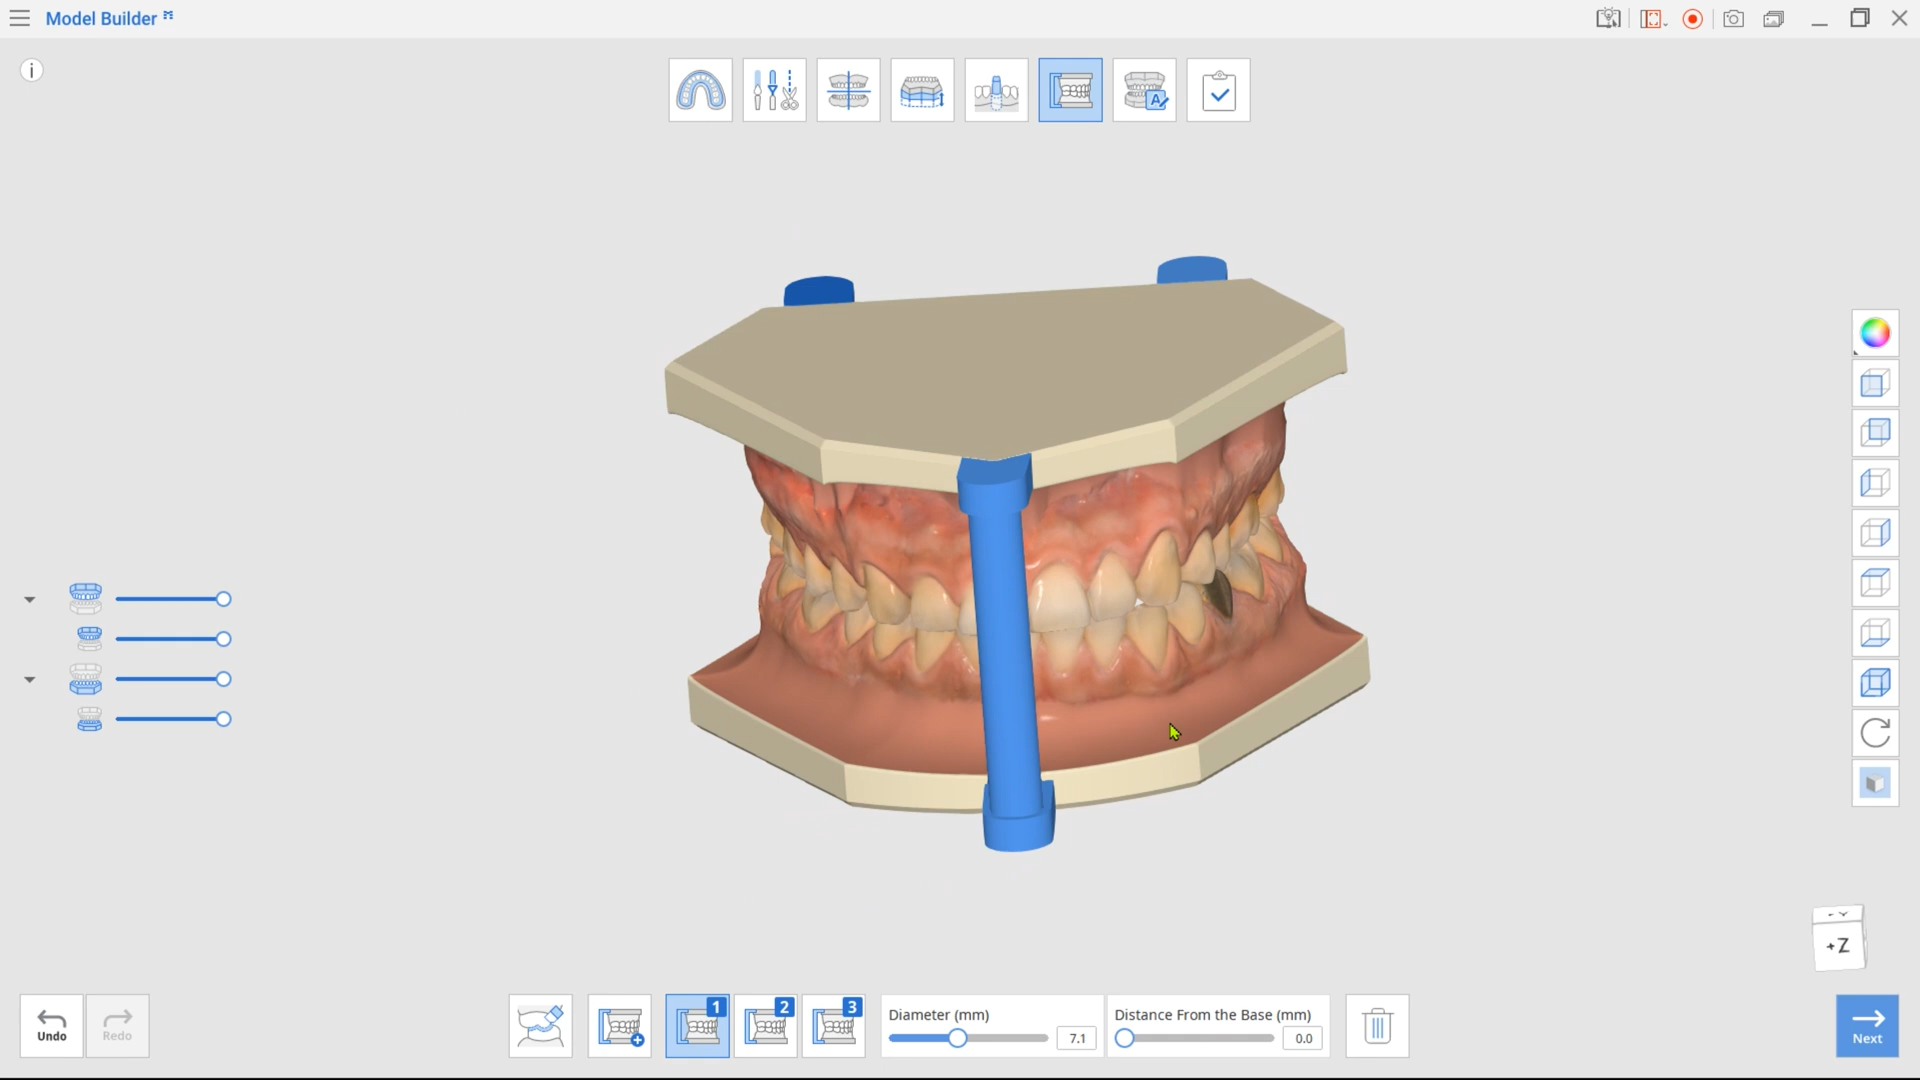 Model Builder
i
A
1
2
3
Diameter (mm)
7.1
Distance From the Base (mm)
0.0
+Z
Undo
Redo
Next